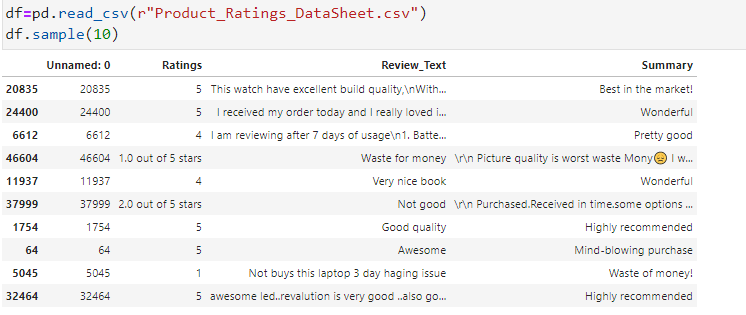 df=pd.read_csv(r"Product_Ratings_DataSheet.csv")
df.sample(10)
Unnamed: 0 Ratings Review_Text Summary
20835 20835 5 This watch have excellent build quality,\nWith... Best in the market!
24400 24400 5 I received my order today and I really loved i... Wonderful
6612 6612 4 I am reviewing after 7 days of usage\n1. Batte... Pretty good
46604 46604 1.0 out of 5 stars Waste for money \r\n Picture quality is worst waste Mony😞 I w...
11937 11937 4 Very nice book Wonderful
37999 37999 2.0 out of 5 stars Not good \r\n Purchased.Received in time.some options ...
1754 1754 5 Good quality Highly recommended
64 64 5 Awesome Mind-blowing purchase
5045 5045 1 Not buys this laptop 3 day haging issue Waste of money!
32464 32464 5 awesome led..revalution is very good ..also go... Highly recommended